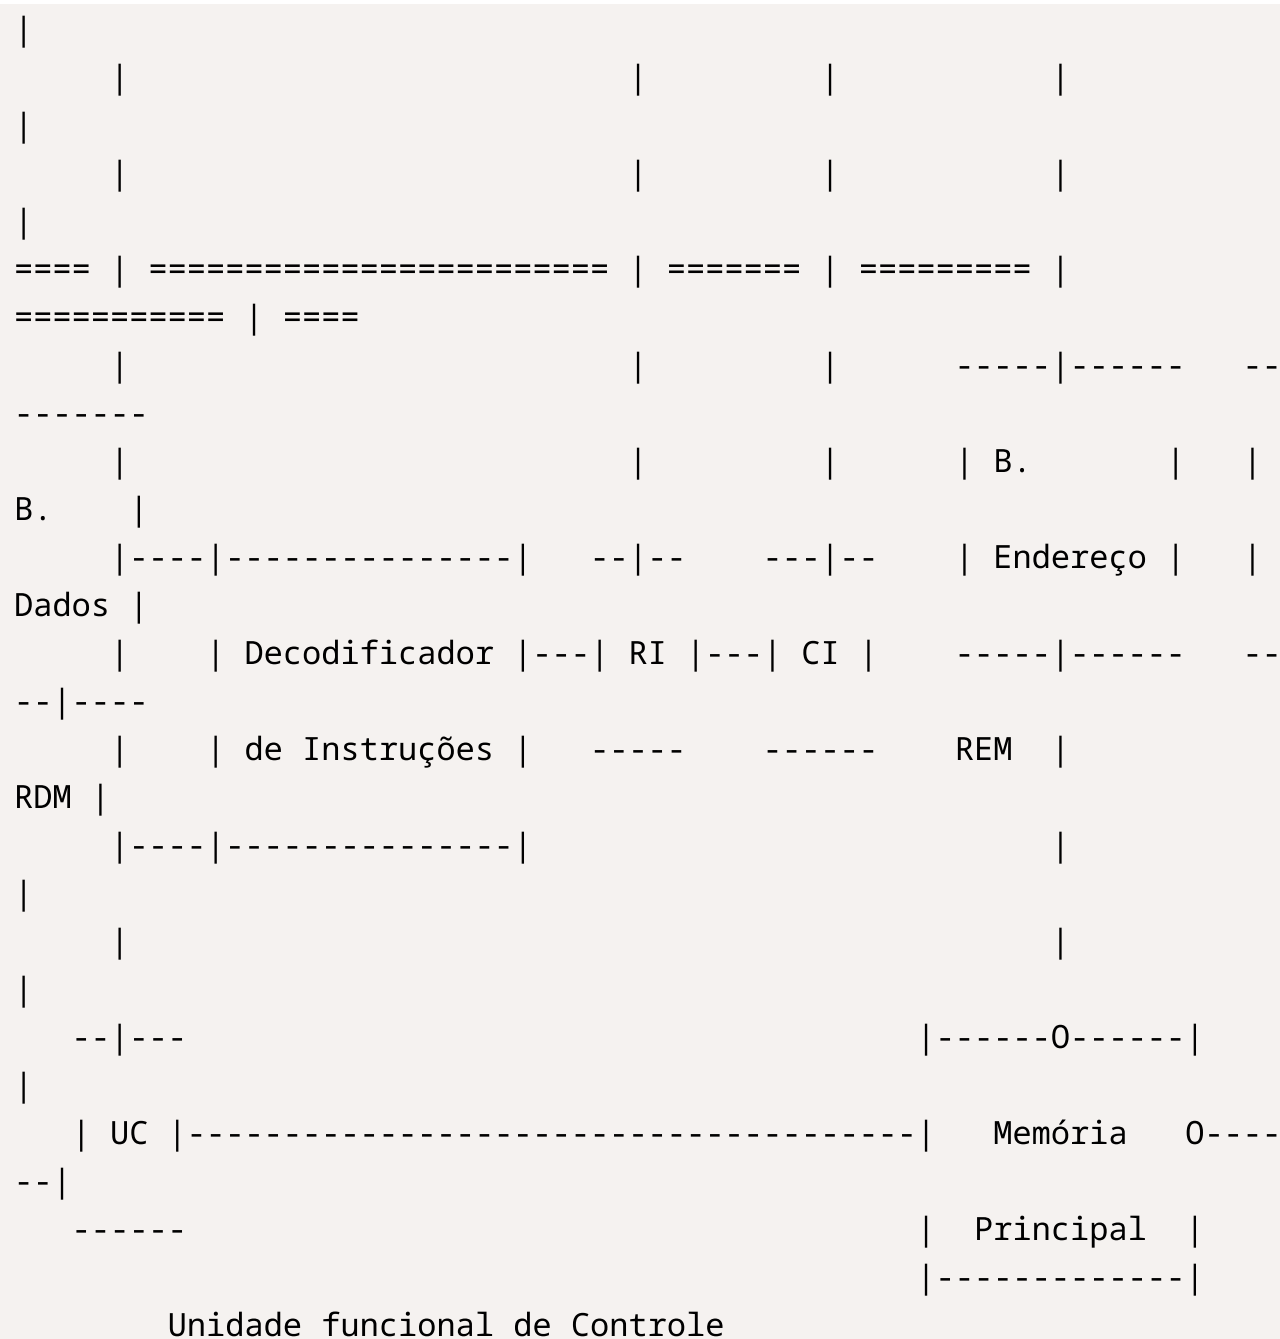 |
     |                          |         |           |
|
     |                          |         |           |
|
==== | ======================== | ======= | ========= |
=========== | ====
     |                          |         |      -----|------   --
-------
     |                          |         |      | B.       |   |
B.    |
     |----|---------------|   --|--    ---|--    | Endereço |   |
Dados |
     |    | Decodificador |---| RI |---| CI |    -----|------   --
--|----
     |    | de Instruções |   -----    ------    REM  |
RDM |
     |----|---------------|                           |
|
     |                                                |
|
   --|---                                      |------O------|
|
   | UC |--------------------------------------|   Memória   O----
--|
   ------                                      |  Principal  |
                                               |-------------|
        Unidade funcional de Controle